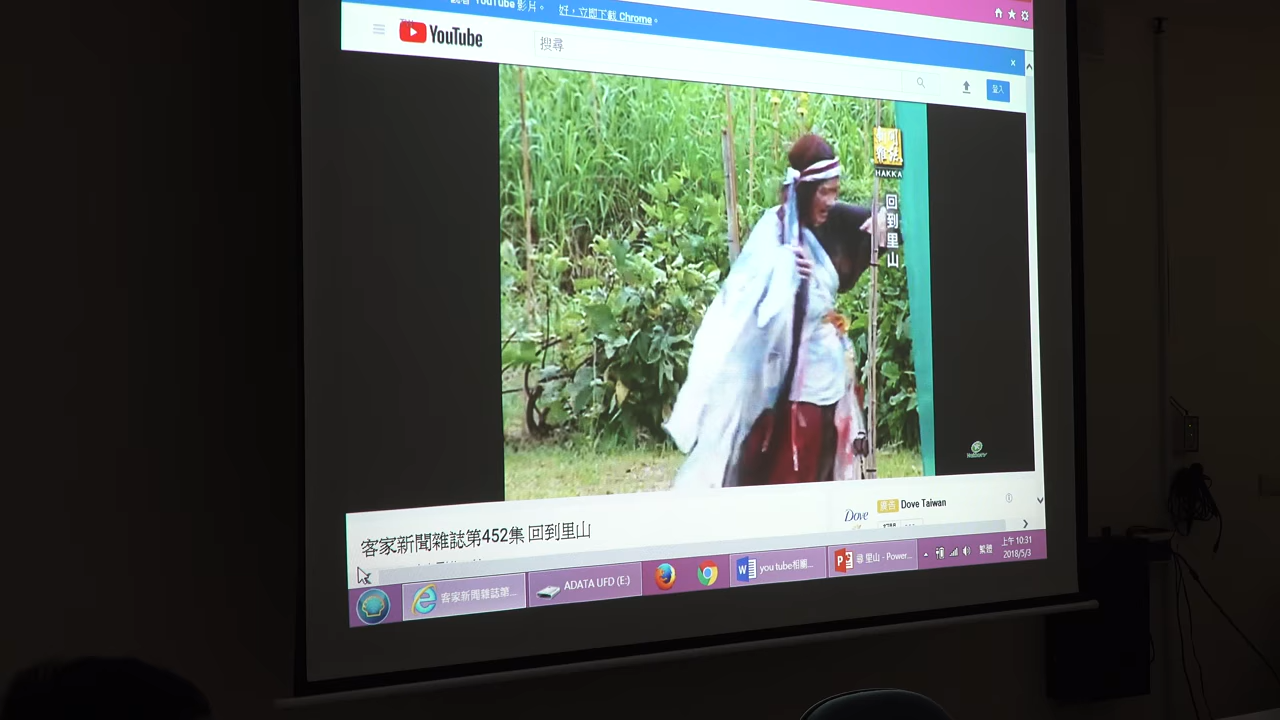 YouTube 影片。 好，立即下載 Chrome。
YouTube
搜尋
登入
HAKKA
回到里山
客家新聞雜誌第452集 回到里山
Dove
廣告 Dove Taiwan
客家新聞雜誌第...
ADATA UFD (E:)
you tube相關...
尋 里山 - Power...
繁體
上午 10:31
2018/5/3